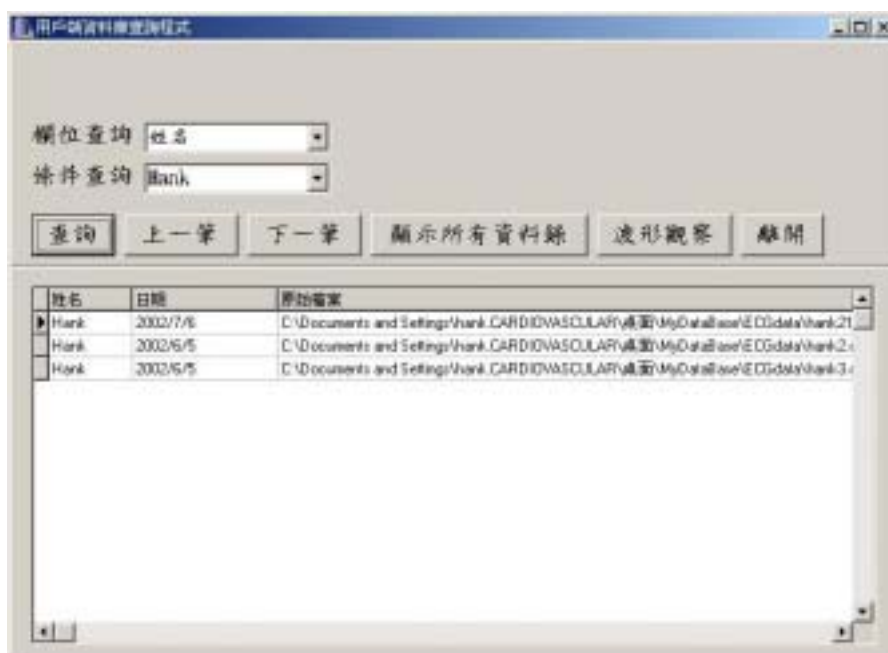 用戶端資料庫查詢程式
欄位查詢 姓名
條件查詢 Hank
查詢 上一筆 下一筆 顯示所有資料錄 波形觀察 離開
姓名 日期 原始檔案
Hank 2002/7/6 C:\Documents and Settings\hank.CARDIOVASCULAR\桌面\MyDataBase\ECGdata\hank21
Hank 2002/6/5 C:\Documents and Settings\hank.CARDIOVASCULAR\桌面\MyDataBase\ECGdata\hank2.
Hank 2002/6/5 C:\Documents and Settings\hank.CARDIOVASCULAR\桌面\MyDataBase\ECGdata\hank3.